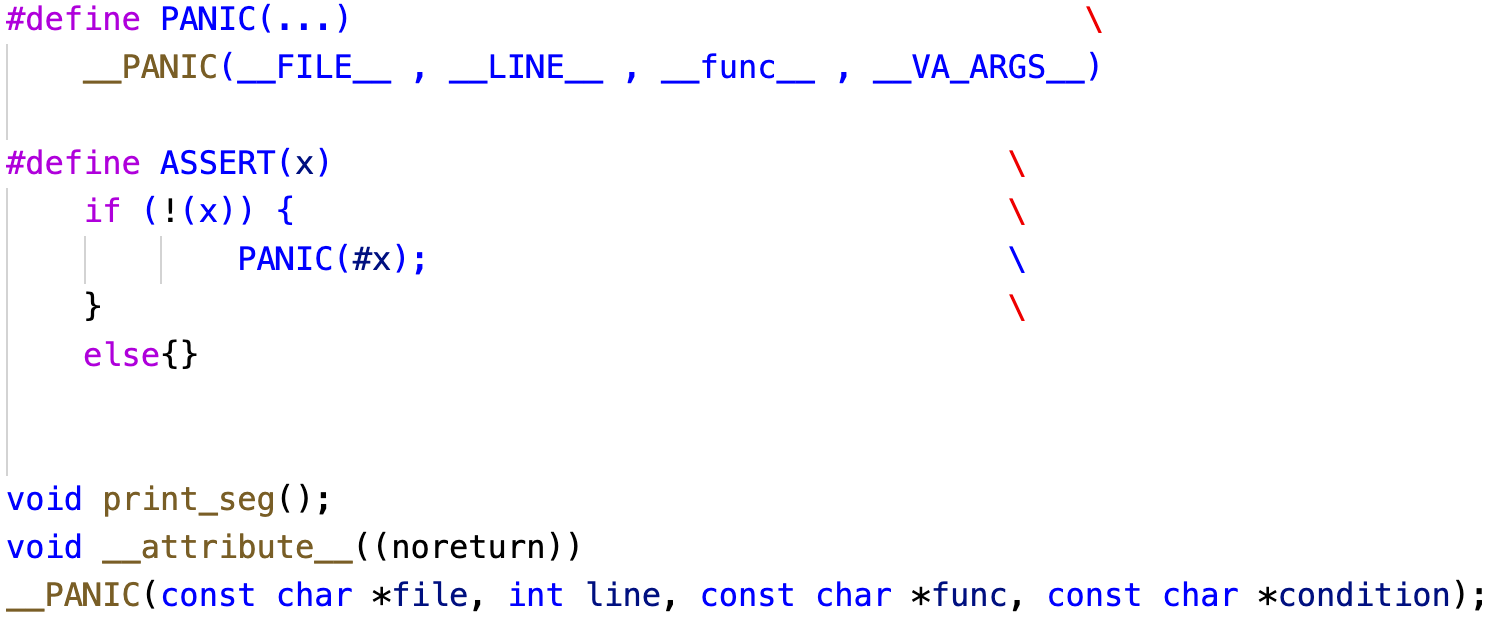 #define PANIC(...) \
__PANIC(__FILE__ , __LINE__ , __func__ , __VA_ARGS__)
#define ASSERT(x) \
if (!(x)) { \
PANIC(#x); \
} \
else{}
void print_seg();
void __attribute__((noreturn))
__PANIC(const char *file, int line, const char *func, const char *condition);